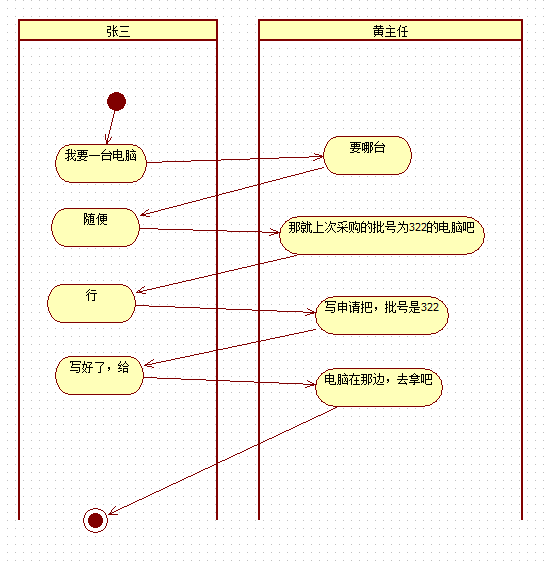 张三
黄主任
我要一台电脑
要哪台
随便
那就上次采购的批号为322的电脑吧
行
写申请把，批号是322
写好了，给
电脑在那边，去拿吧